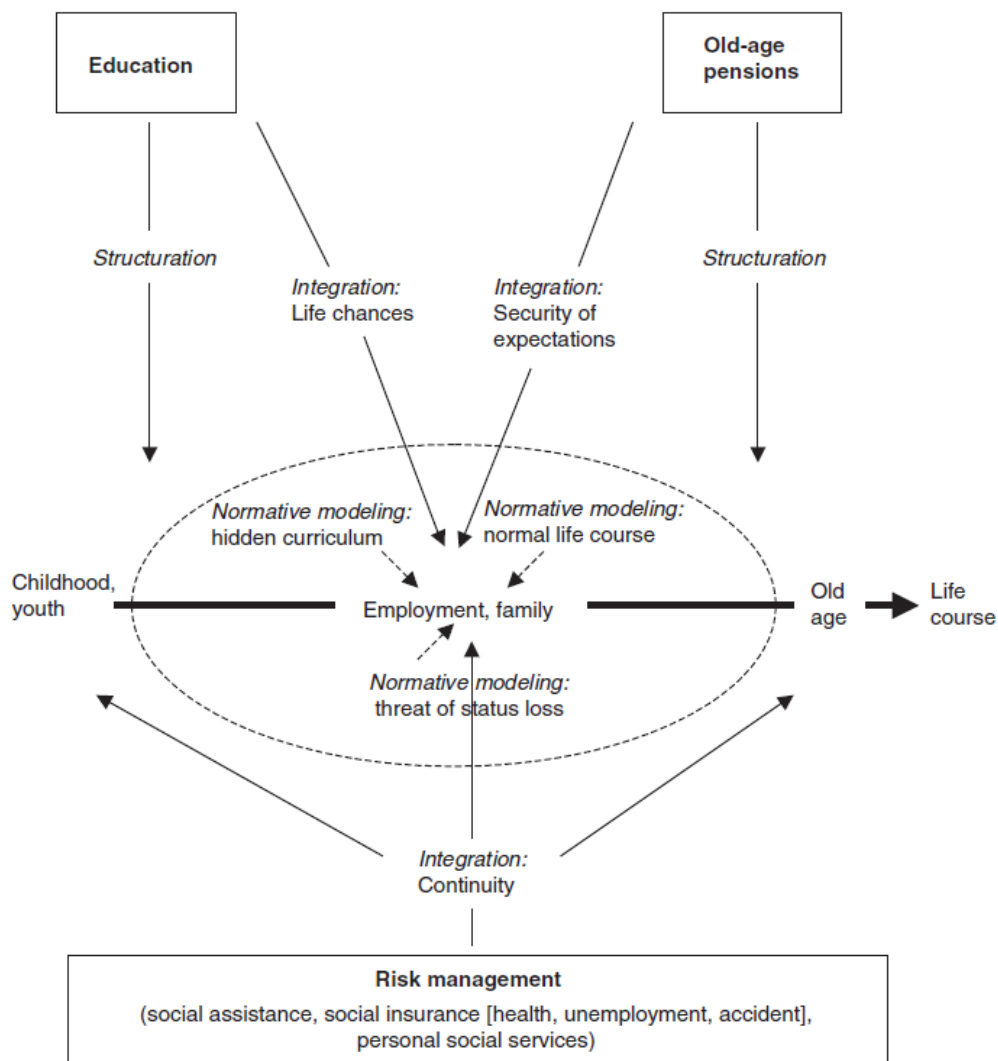 Education
Old-age
pensions
Structuration
Structuration
Integration:
Life chances
Integration:
Security of
expectations
Normative modeling:
hidden curriculum
Normative modeling:
normal life course
Childhood,
youth
Employment, family
Old
age
Life
course
Normative modeling:
threat of status loss
Integration:
Continuity
Risk management
(social assistance, social insurance [health, unemployment, accident],
personal social services)